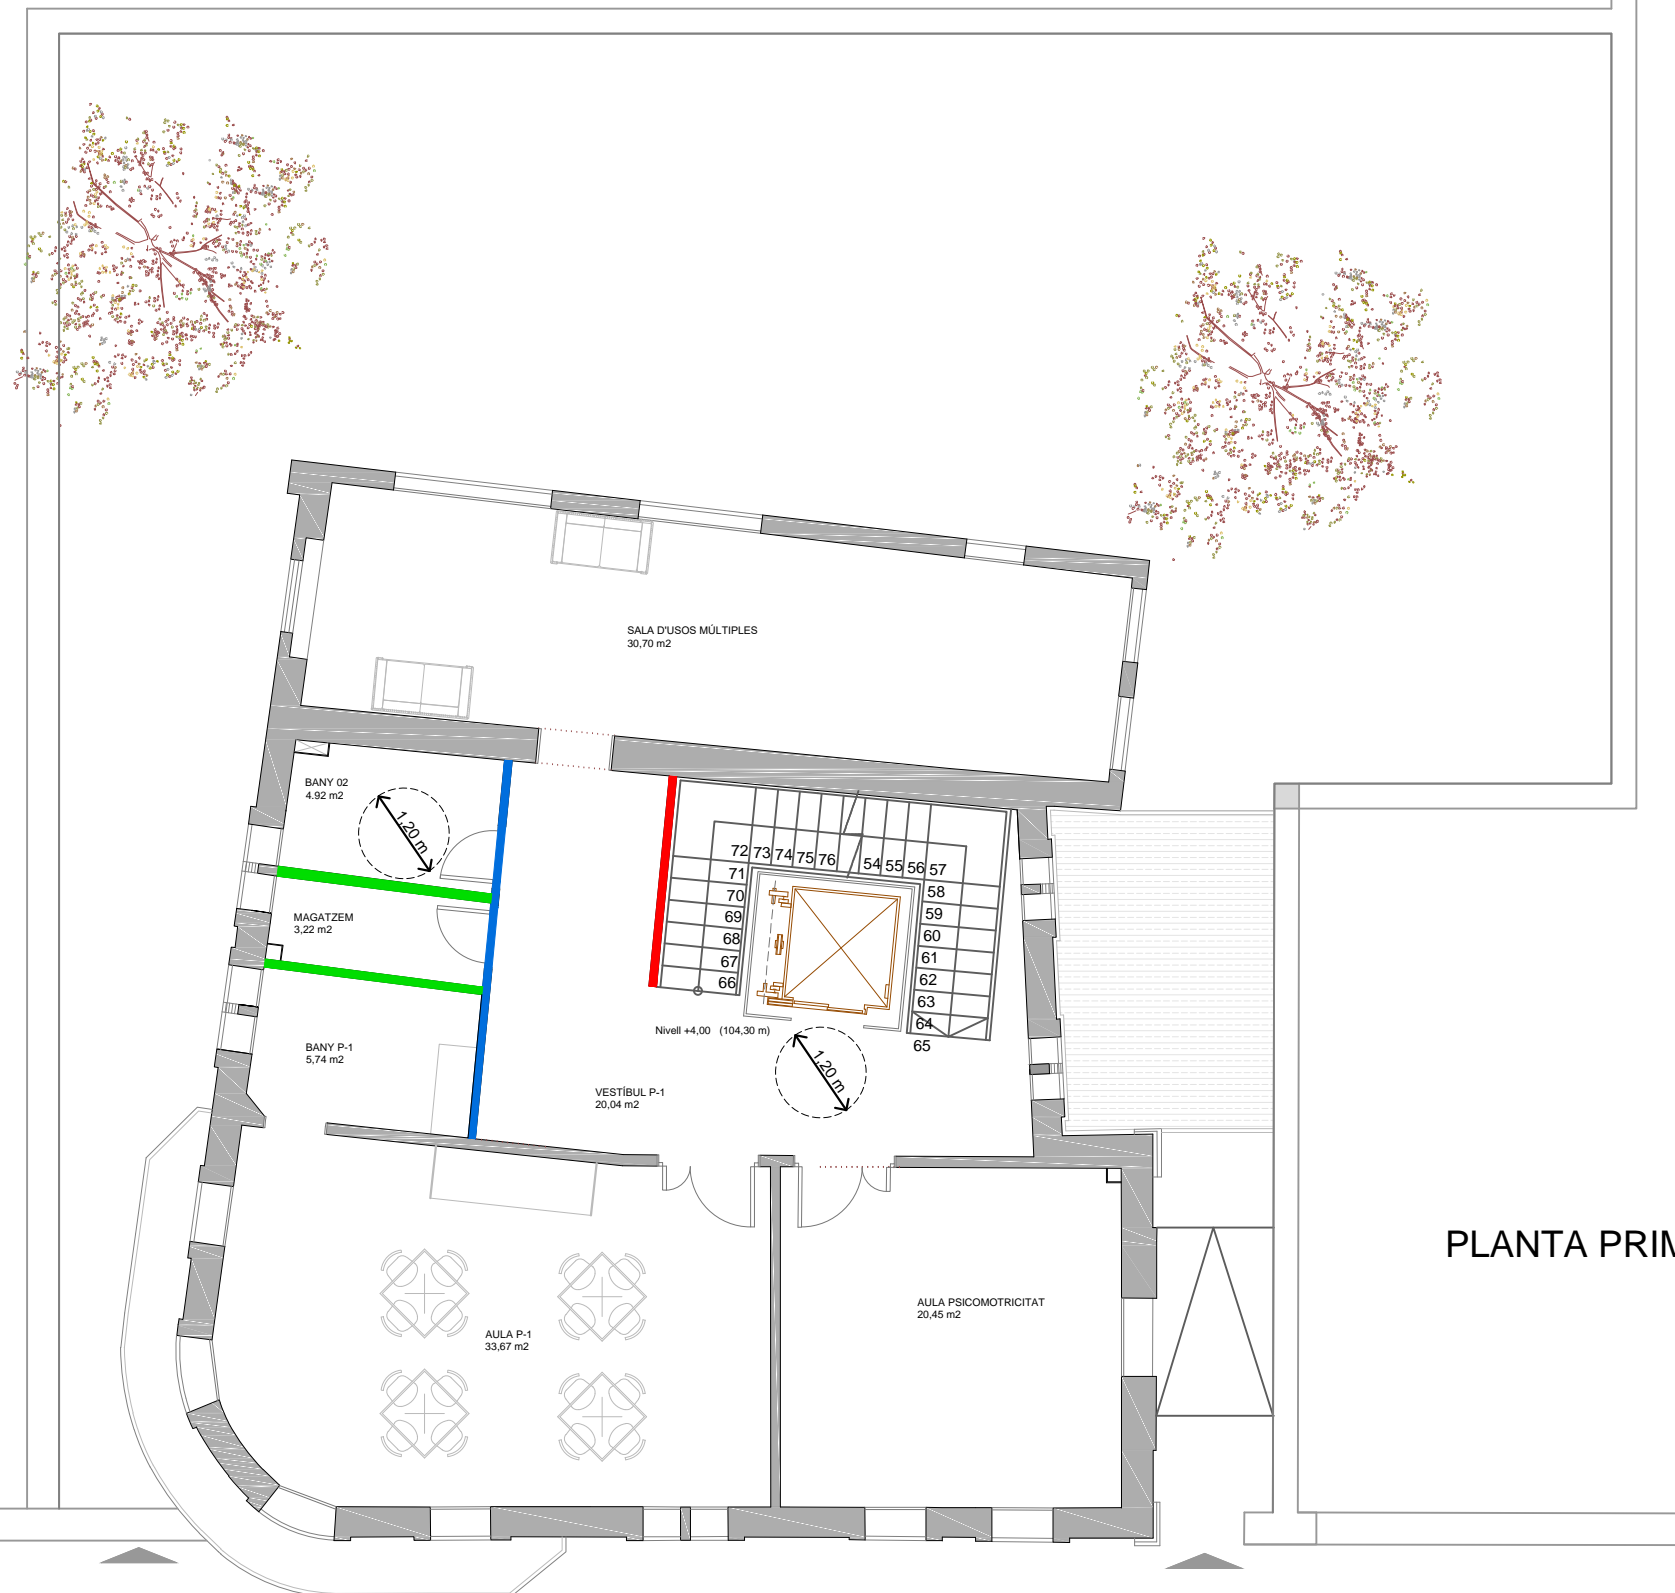 SALA D'USOS MÚLTIPLES
30,70 m2
BANY 02
4.92 m2
1,20 m
72 73 74 75 76 54 55 56 57
71 58
70 59
69 60
68 61
67 62
66 63
64
65
MAGATZEM
3,22 m2
Nivell +4,00 (104,30 m)
BANY P-1
5,74 m2
1,20 m
VESTÍBUL P-1
20,04 m2
PLANTA PRIM
AULA PSICOMOTRICITAT
20,45 m2
AULA P-1
33,67 m2